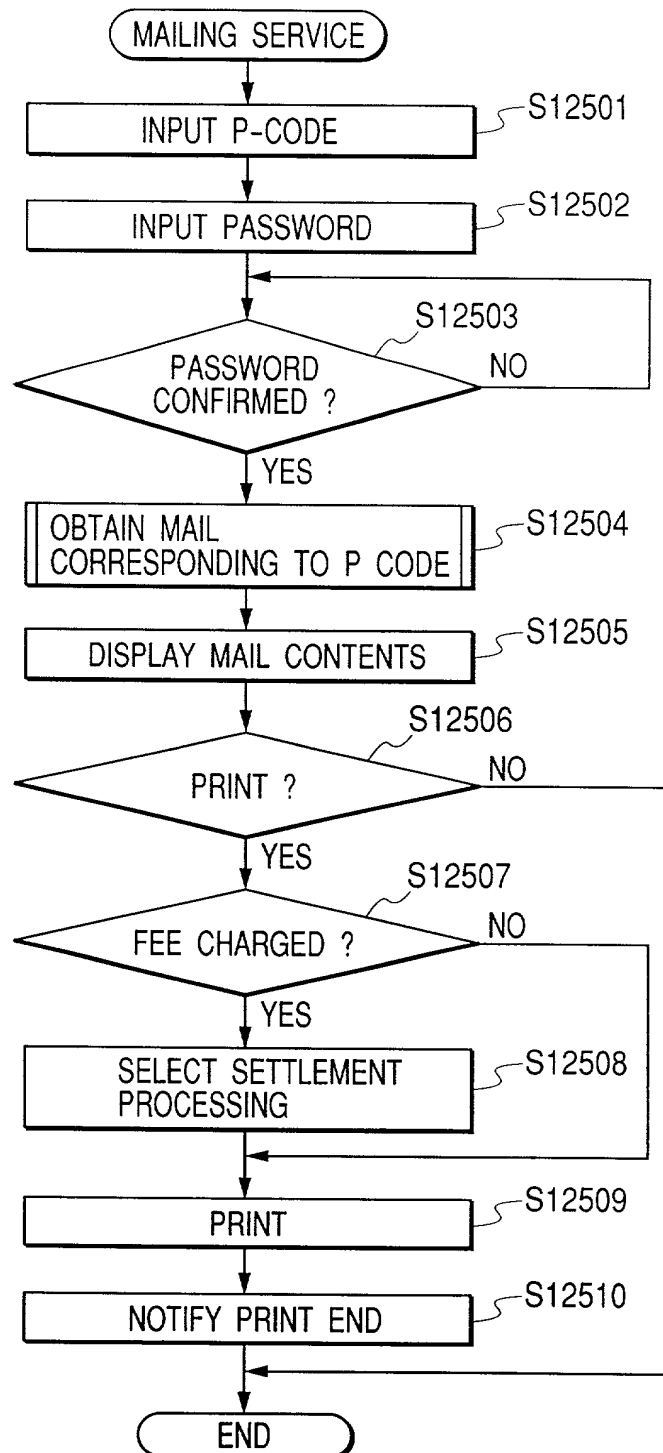 MAILING SERVICE
INPUT P-CODE
S12501
INPUT PASSWORD
S12502
S12503
PASSWORD
CONFIRMED ?
NO
YES
OBTAIN MAIL
CORRESPONDING TO P CODE
S12504
DISPLAY MAIL CONTENTS
S12505
S12506
PRINT ?
NO
YES
S12507
FEE CHARGED ?
NO
YES
SELECT SETTLEMENT
PROCESSING
S12508
PRINT
S12509
NOTIFY PRINT END
S12510
END